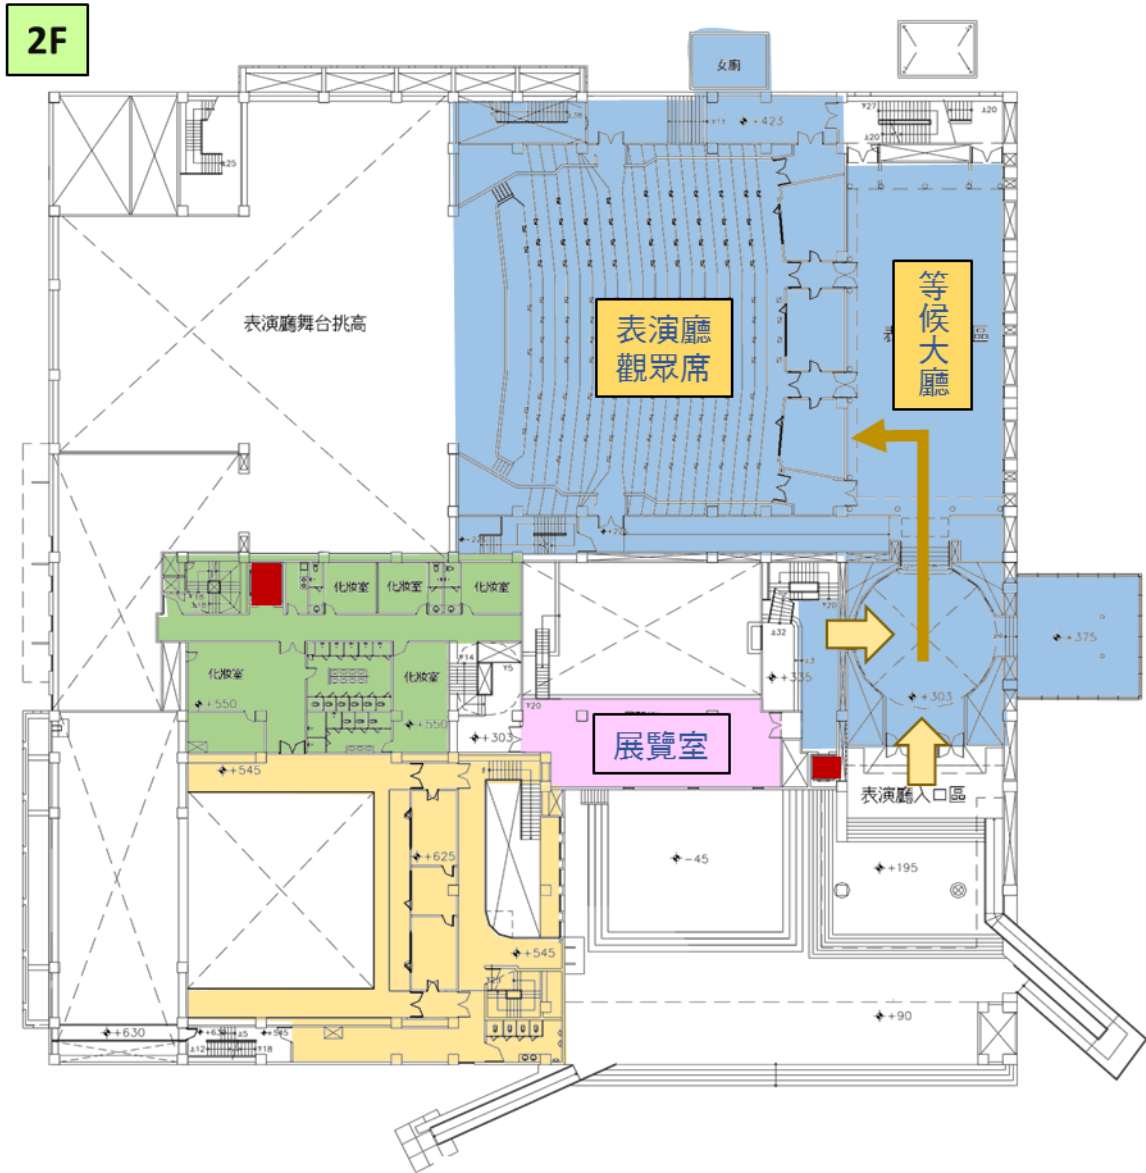 2F
女廁
+423
表演廳舞台挑高
表演廳
觀眾席
等
候
大
廳
區
化妝室
化妝室
化妝室
化妝室
化妝室
+550
+550
+303
展覽室
+335
+375
+303
表演廳入口區
+545
+625
-45
+195
+545
+90
+630